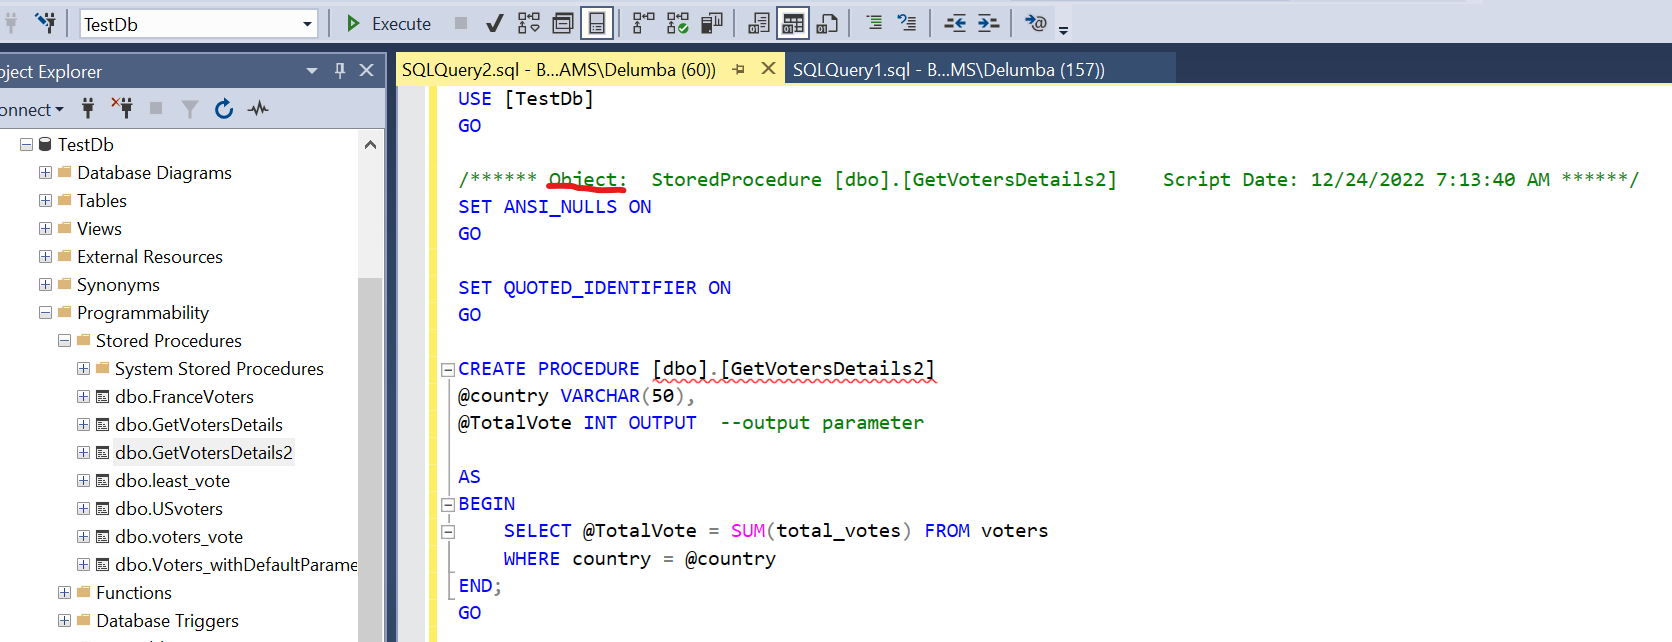 TestDb
Execute
ject Explorer
onnect
TestDb
Database Diagrams
Tables
Views
External Resources
Synonyms
Programmability
Stored Procedures
System Stored Procedures
dbo.FranceVoters
dbo.GetVotersDetails
dbo.GetVotersDetails2
dbo.least_vote
dbo.USvoters
dbo.voters_vote
dbo.Voters_withDefaultParame
Functions
Database Triggers
SQLQuery2.sql - B...AMS\Delumba (60))
SQLQuery1.sql - B...MS\Delumba (157))
USE [TestDb]
GO
/****** Object:  StoredProcedure [dbo].[GetVotersDetails2]    Script Date: 12/24/2022 7:13:40 AM ******/
SET ANSI_NULLS ON
GO
SET QUOTED_IDENTIFIER ON
GO
CREATE PROCEDURE [dbo].[GetVotersDetails2]
@country VARCHAR(50),
@TotalVote INT OUTPUT  --output parameter
AS
BEGIN
    SELECT @TotalVote = SUM(total_votes) FROM voters
    WHERE country = @country
END;
GO